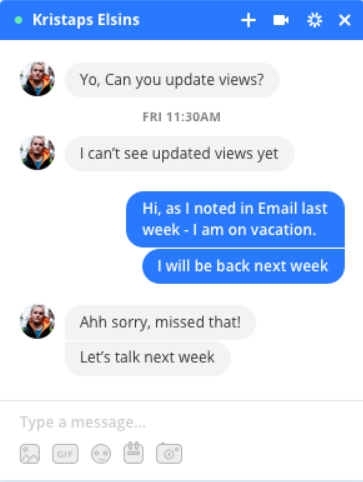 Kristaps Elsins
Yo, Can you update views?
FRI 11:30AM
I can’t see updated views yet
Hi, as I noted in Email last
week - I am on vacation.
I will be back next week
Ahh sorry, missed that!
Let’s talk next week
Type a message...
GIF